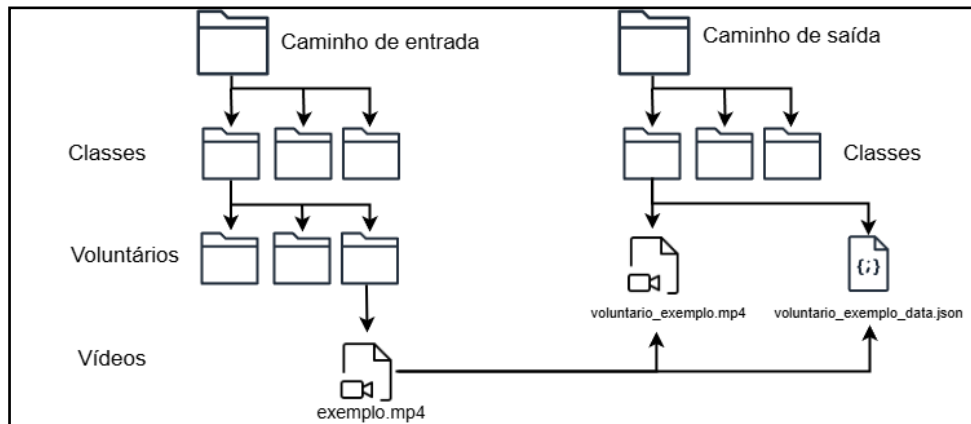 Caminho de entrada
Caminho de saída
Classes
Classes
Voluntários
{;}
voluntario_exemplo.mp4
voluntario_exemplo_data.json
Vídeos
exemplo.mp4